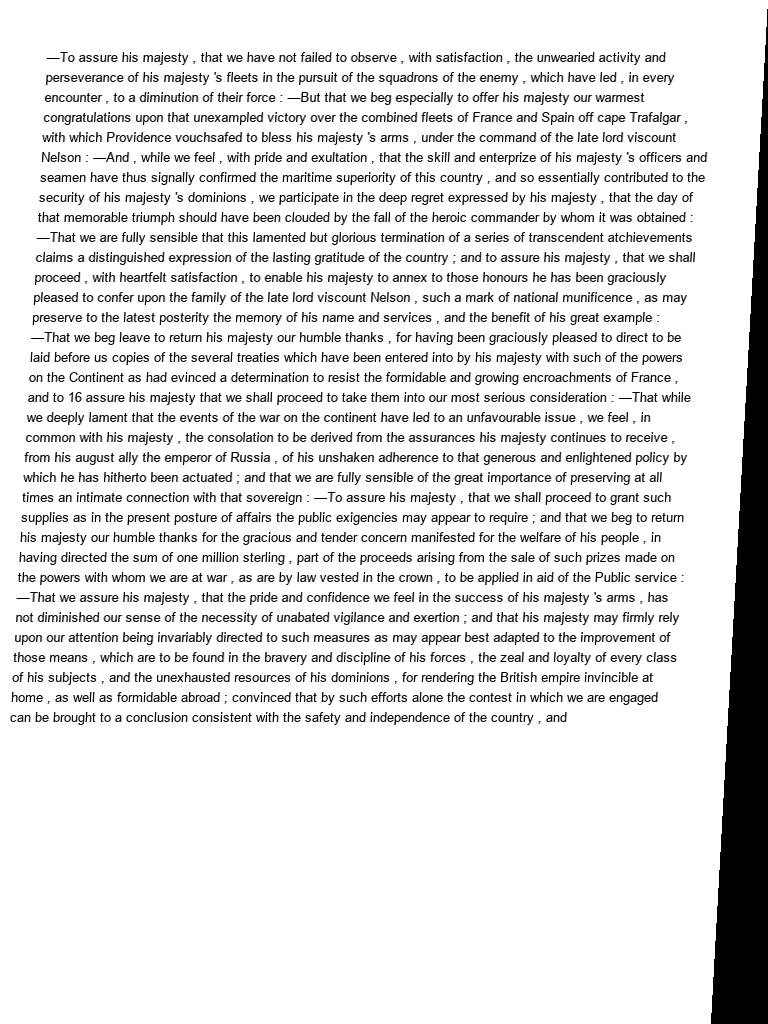 —To assure his majesty , that we have not failed to observe , with satisfaction , the unwearied activity and
perseverance of his majesty 's fleets in the pursuit of the squadrons of the enemy , which have led , in every
encounter , to a diminution of their force : —But that we beg especially to offer his majesty our warmest
congratulations upon that unexampled victory over the combined fleets of France and Spain off cape Trafalgar ,
with which Providence vouchsafed to bless his majesty 's arms , under the command of the late lord viscount
Nelson : —And , while we feel , with pride and exultation , that the skill and enterprize of his majesty 's officers and
seamen have thus signally confirmed the maritime superiority of this country , and so essentially contributed to the
security of his majesty 's dominions , we participate in the deep regret expressed by his majesty , that the day of
that memorable triumph should have been clouded by the fall of the heroic commander by whom it was obtained :
—That we are fully sensible that this lamented but glorious termination of a series of transcendent atchievements
claims a distinguished expression of the lasting gratitude of the country ; and to assure his majesty , that we shall
proceed , with heartfelt satisfaction , to enable his majesty to annex to those honours he has been graciously
pleased to confer upon the family of the late lord viscount Nelson , such a mark of national munificence , as may
preserve to the latest posterity the memory of his name and services , and the benefit of his great example :
—That we beg leave to return his majesty our humble thanks , for having been graciously pleased to direct to be
laid before us copies of the several treaties which have been entered into by his majesty with such of the powers
on the Continent as had evinced a determination to resist the formidable and growing encroachments of France ,
and to 16 assure his majesty that we shall proceed to take them into our most serious consideration : —That while
we deeply lament that the events of the war on the continent have led to an unfavourable issue , we feel , in
common with his majesty , the consolation to be derived from the assurances his majesty continues to receive ,
from his august ally the emperor of Russia , of his unshaken adherence to that generous and enlightened policy by
which he has hitherto been actuated ; and that we are fully sensible of the great importance of preserving at all
times an intimate connection with that sovereign : —To assure his majesty , that we shall proceed to grant such
supplies as in the present posture of affairs the public exigencies may appear to require ; and that we beg to return
his majesty our humble thanks for the gracious and tender concern manifested for the welfare of his people , in
having directed the sum of one million sterling , part of the proceeds arising from the sale of such prizes made on
the powers with whom we are at war , as are by law vested in the crown , to be applied in aid of the Public service :
—That we assure his majesty , that the pride and confidence we feel in the success of his majesty 's arms , has
not diminished our sense of the necessity of unabated vigilance and exertion ; and that his majesty may firmly rely
upon our attention being invariably directed to such measures as may appear best adapted to the improvement of
those means , which are to be found in the bravery and discipline of his forces , the zeal and loyalty of every class
of his subjects , and the unexhausted resources of his dominions , for rendering the British empire invincible at
home , as well as formidable abroad ; convinced that by such efforts alone the contest in which we are engaged
can be brought to a conclusion consistent with the safety and independence of the country , and